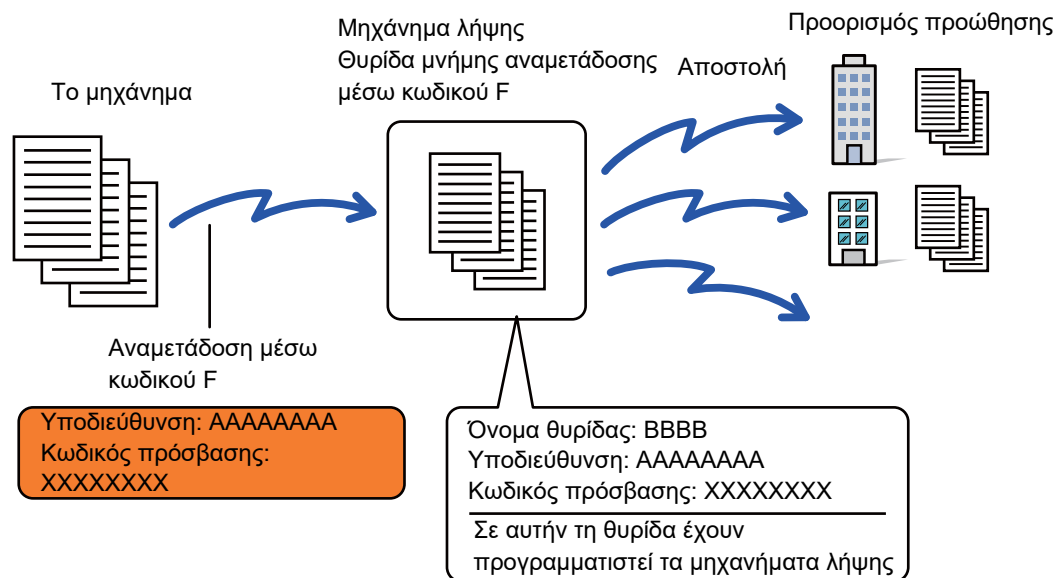 Το μηχάνημα
Μηχάνημα λήψης
Θυρίδα μνήμης αναμετάδοσης
μέσω κωδικού F
Αποστολή
Προορισμός προώθησης
Αναμετάδοση μέσω
κωδικού F
Υποδιεύθυνση: AAAAAAAA
Κωδικός πρόσβασης:
XXXXXXXX
Όνομα θυρίδας: BBBB
Υποδιεύθυνση: AAAAAAAA
Κωδικός πρόσβασης: XXXXXXXX
Σε αυτήν τη θυρίδα έχουν
προγραμματιστεί τα μηχανήματα λήψης